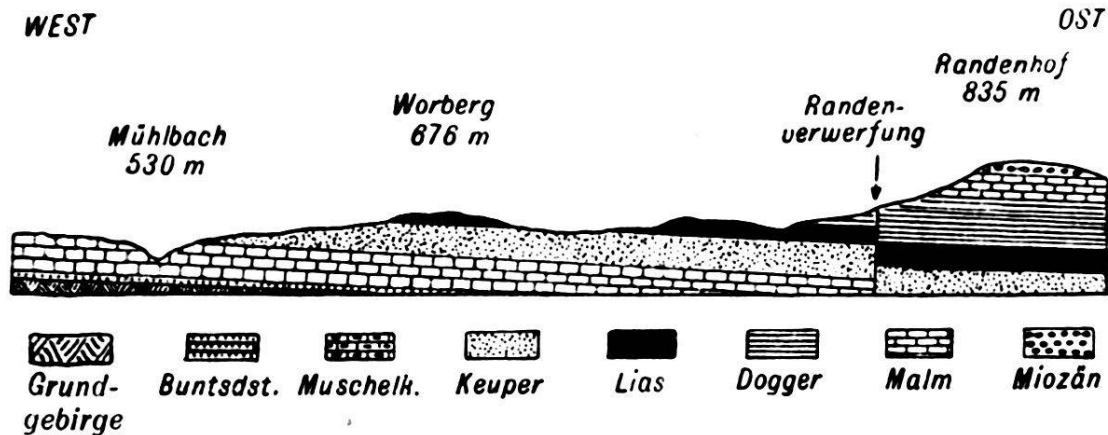 WEST
OST
Mühlbach
530 m
Worberg
676 m
Randen-
verwerfung
Randenhof
835 m
Grund-
gebirge
Buntsdst.
Muschelk.
Keuper
Lias
Dogger
Malm
Miozän